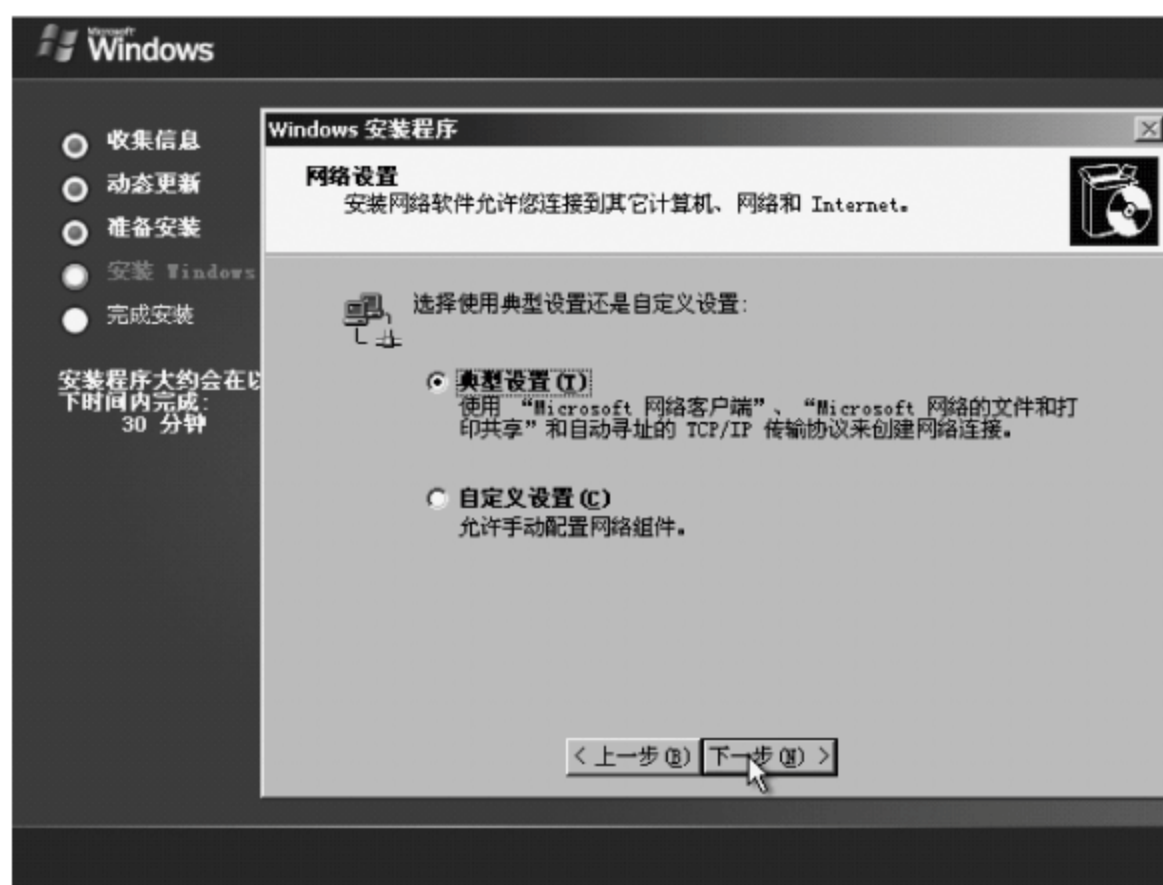 Microsoft
Windows
收集信息
动态更新
准备安装
安装 Windows
完成安装
安装程序大约会在以
下时间内完成:
30 分钟
Windows 安装程序
网络设置
安装网络软件允许您连接到其它计算机、网络和 Internet。
选择使用典型设置还是自定义设置:
典型设置(T)
使用 “Microsoft 网络客户端”、“Microsoft 网络的文件和打
印共享”和自动寻址的 TCP/IP 传输协议来创建网络连接。
自定义设置(C)
允许手动配置网络组件。
< 上一步(B) 下一步(N) >